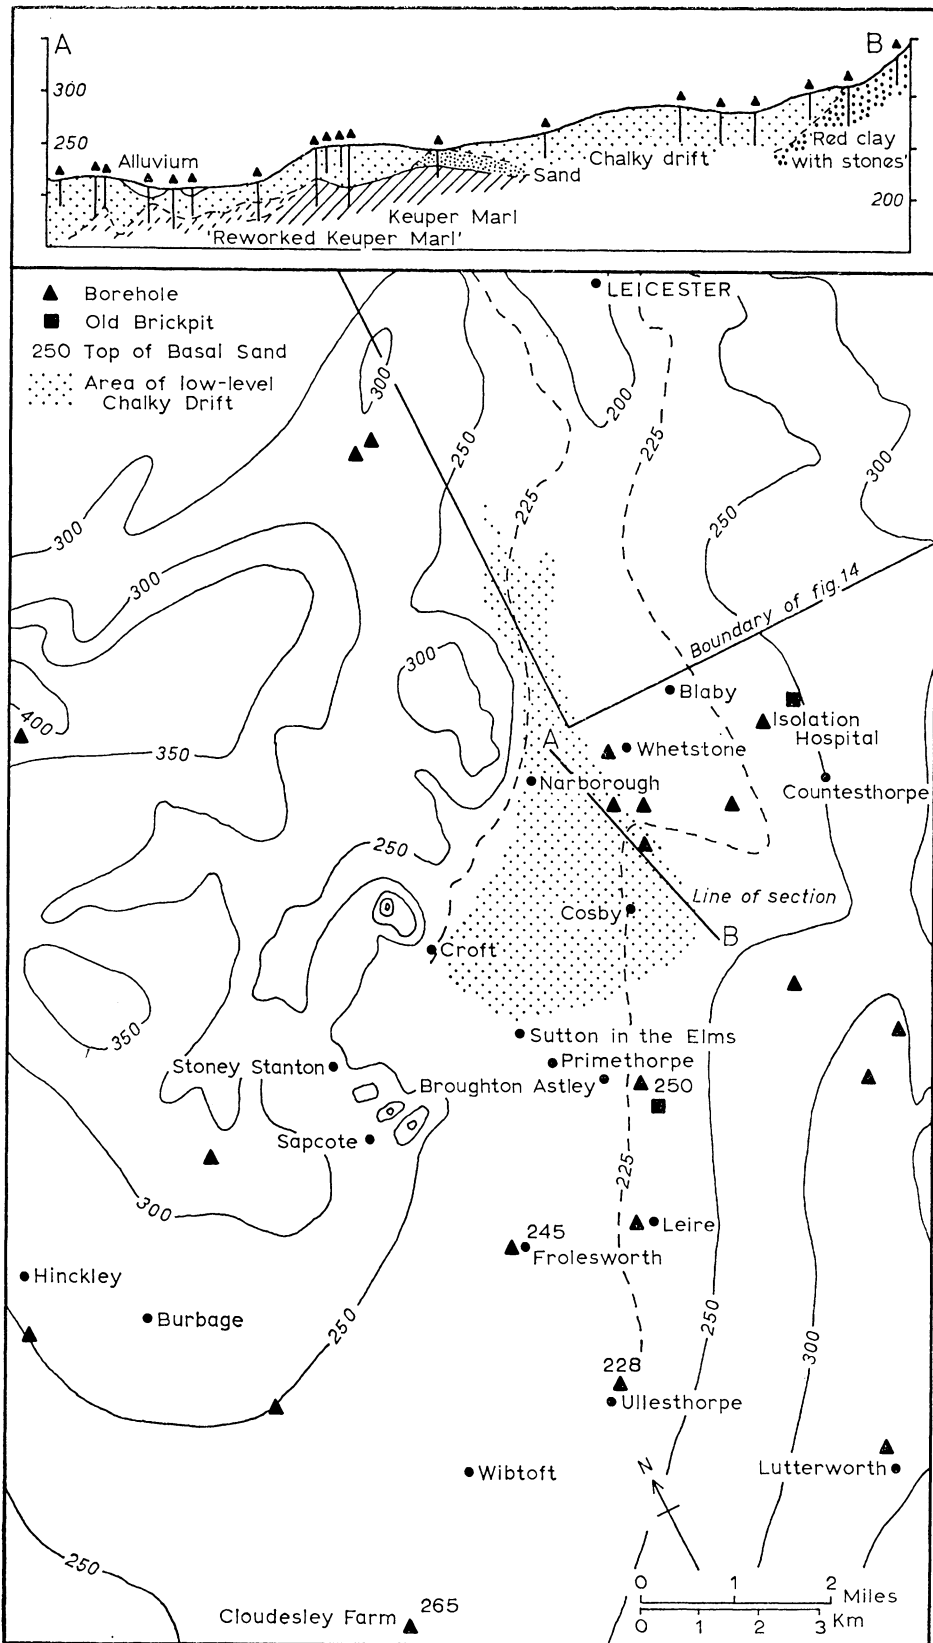 A
B
300
250
Alluvium
Sand
Chalky drift
Red clay
with stones'
200
Keuper Marl
'Reworked Keuper Marl'
Borehole
Old Brickpit
250 Top of Basal Sand
Area of low-level
Chalky Drift
LEICESTER
300
200
250
225
300
225
250
300
300
Boundary of fig.14
300
Blaby
400
Isolation
Hospital
350
A
Whetstone
Narborough
Countesthorpe
250
Line of section
Cosby
B
Croft
350
Sutton in the Elms
Primethorpe
Stoney Stanton
Broughton Astley
250
Sapcote
225
300
Leire
245
Frolesworth
Hinckley
Burbage
250
250
300
228
Ullesthorpe
Wibtoft
N
Lutterworth
250
0 1 2
Miles
0 1 2 3 Km
265
Cloudesley Farm